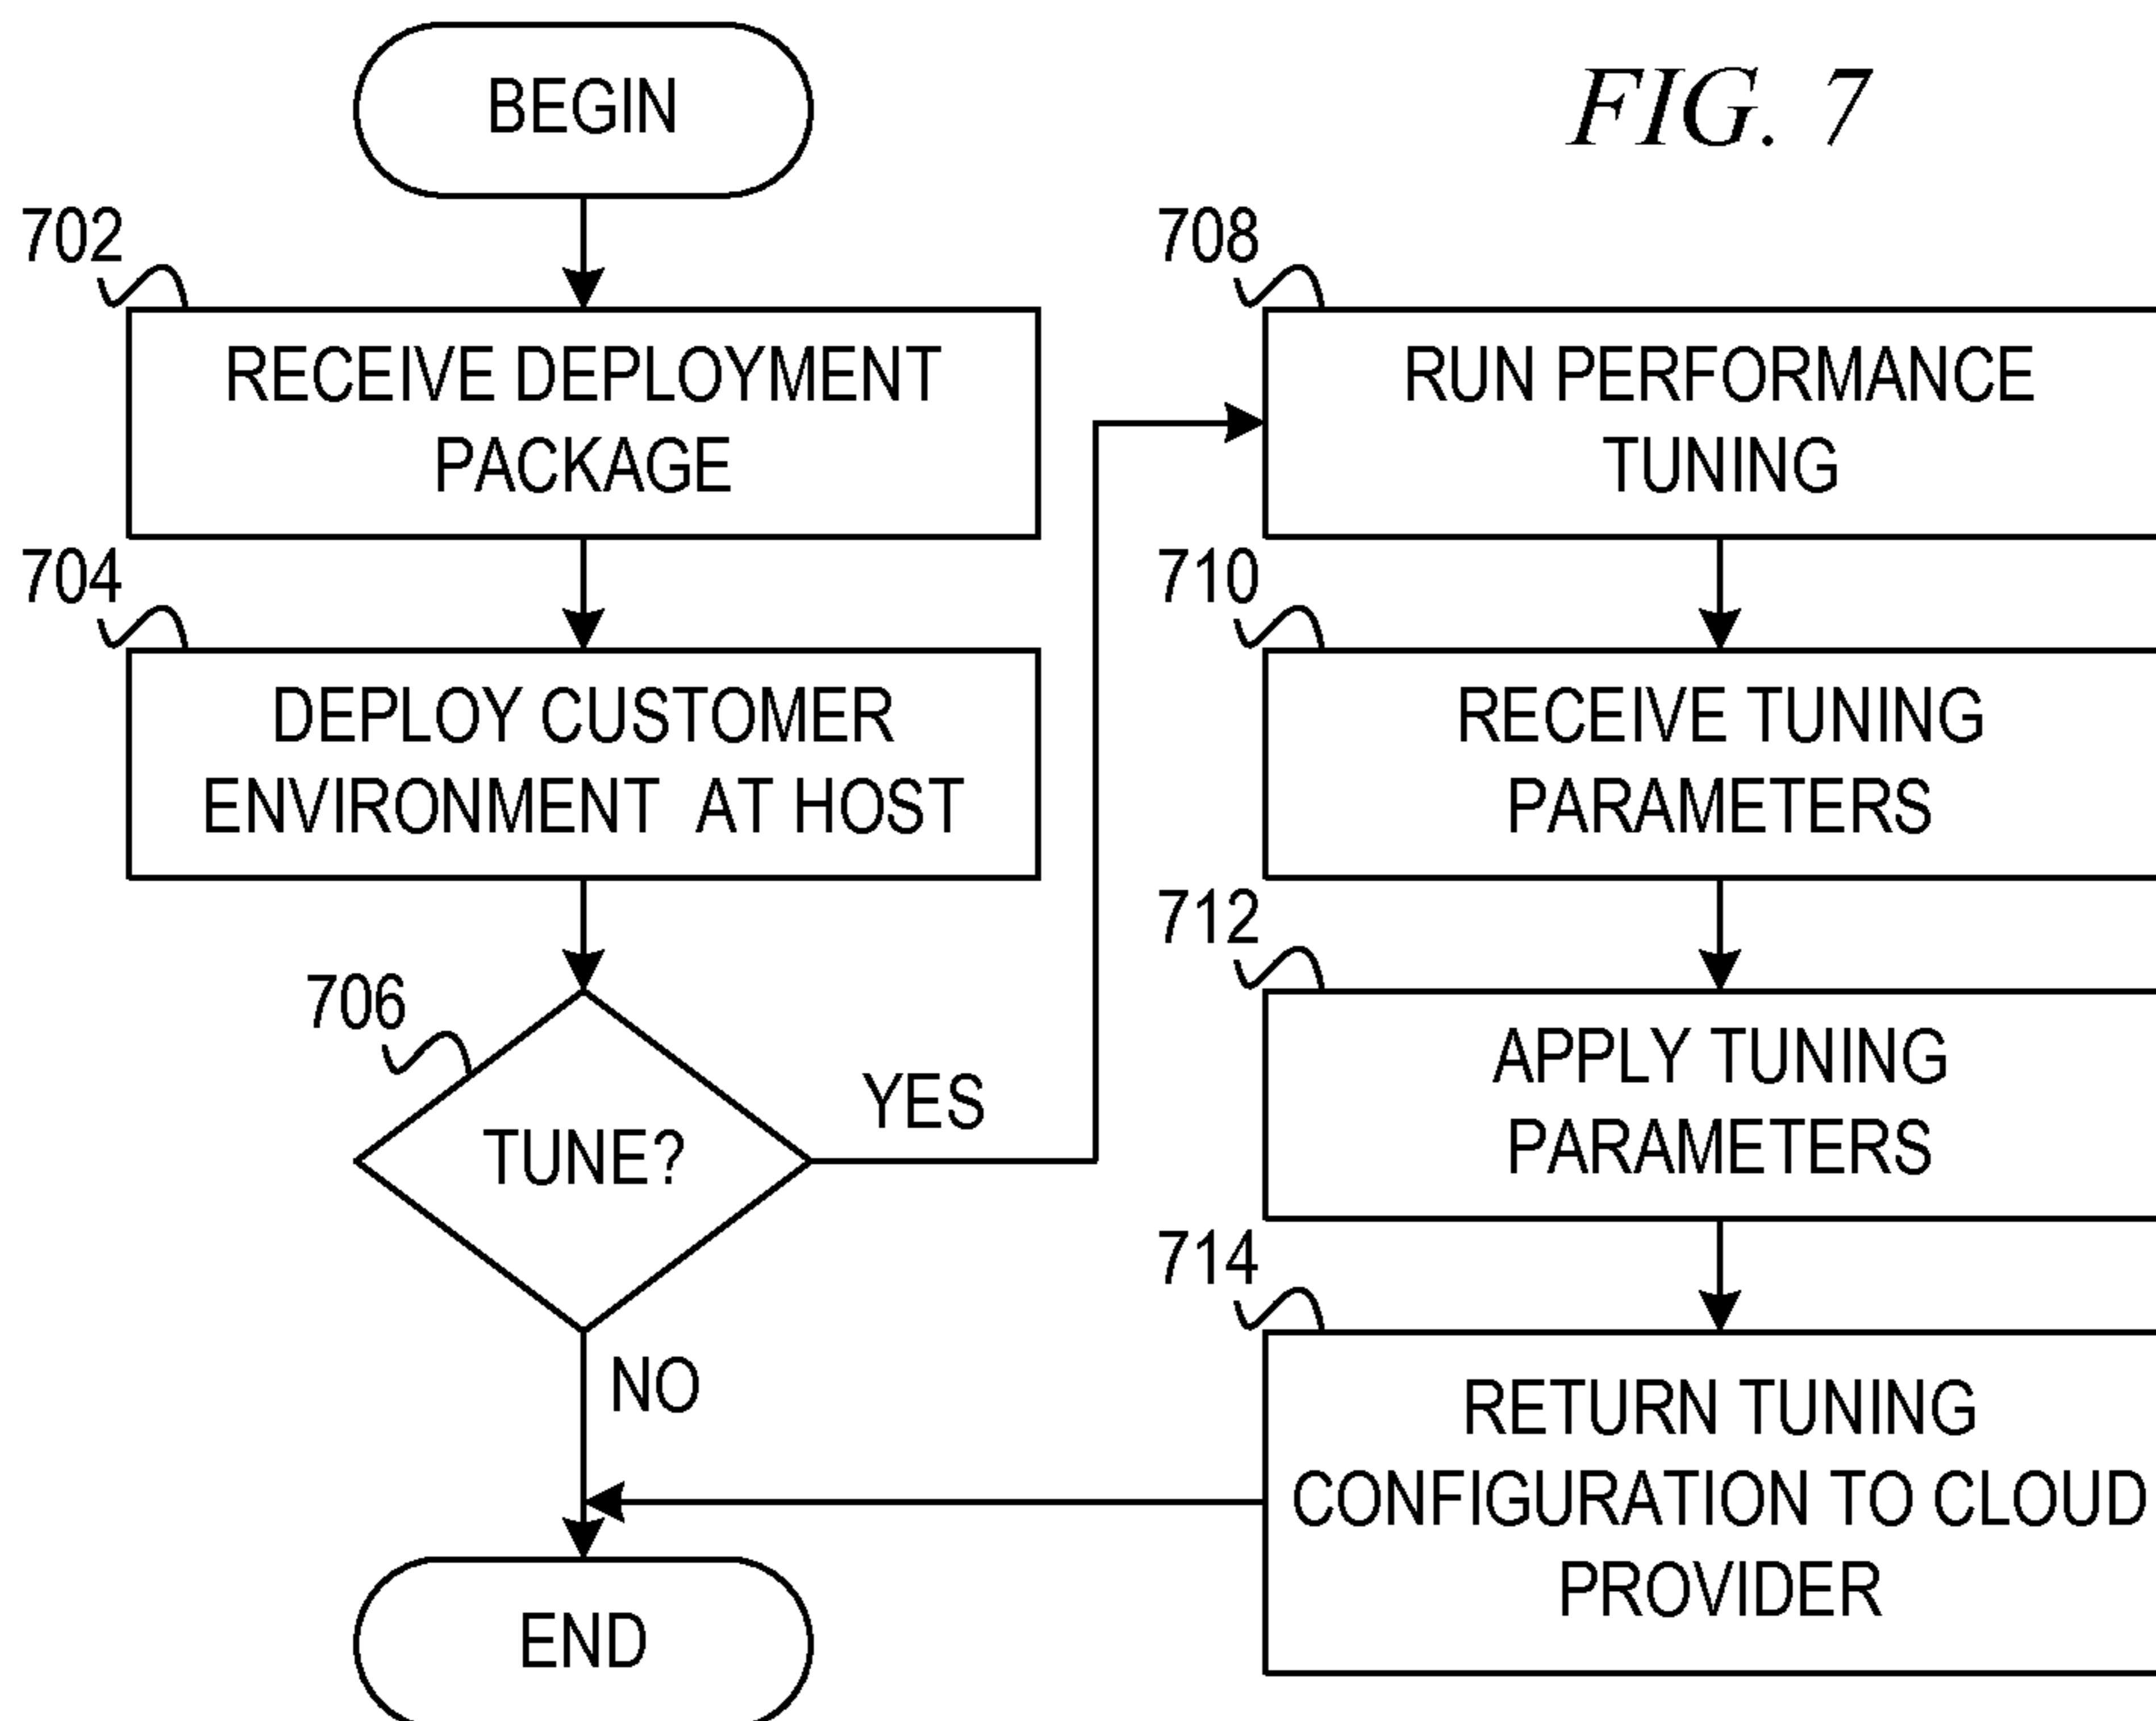 FIG. 7
BEGIN
702
RECEIVE DEPLOYMENT
PACKAGE
704
DEPLOY CUSTOMER
ENVIRONMENT AT HOST
706
TUNE?
YES
NO
END
708
RUN PERFORMANCE
TUNING
710
RECEIVE TUNING
PARAMETERS
712
APPLY TUNING
PARAMETERS
714
RETURN TUNING
CONFIGURATION TO CLOUD
PROVIDER